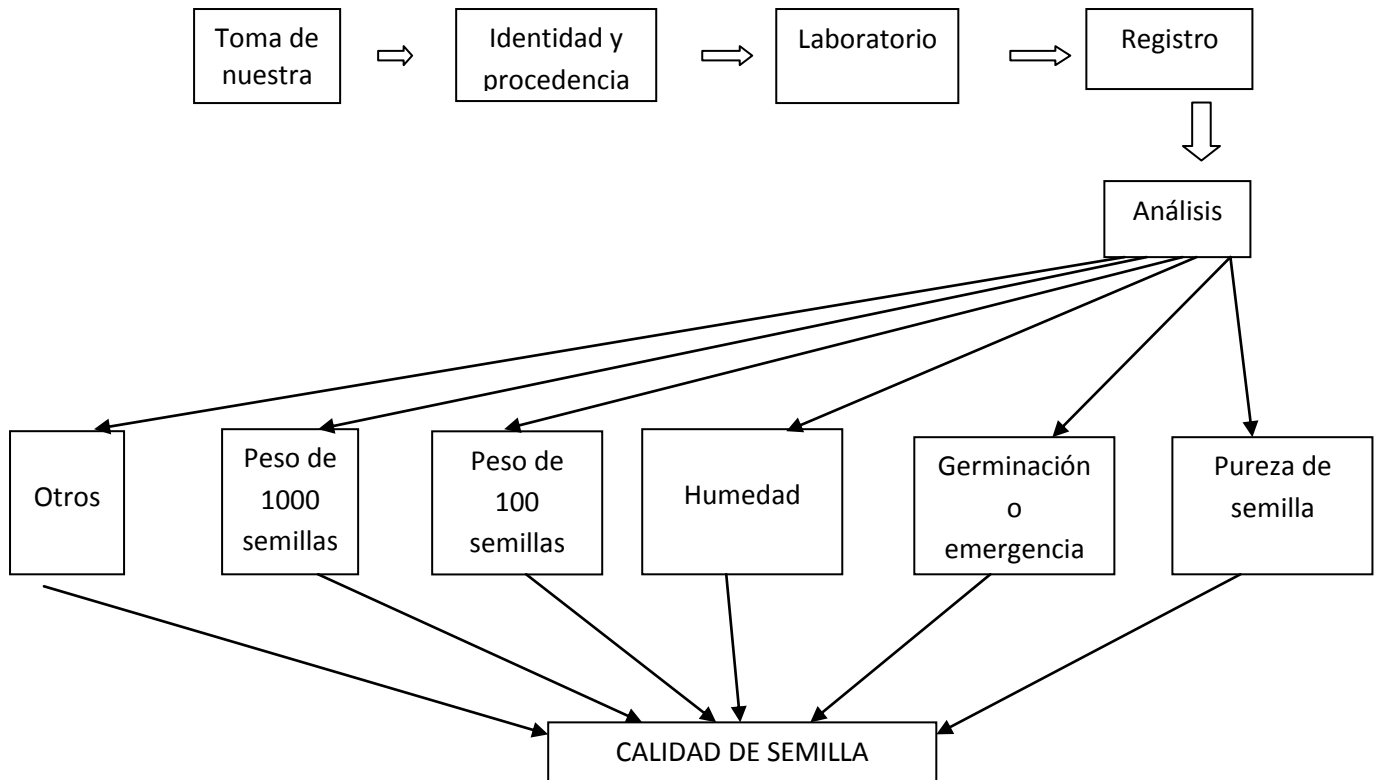 Toma de
nuestra
Identidad y
procedencia
Laboratorio
Registro
Análisis
Otros
Peso de
1000
semillas
Peso de
100
semillas
Humedad
Germinación
o
emergencia
Pureza de
semilla
CALIDAD DE SEMILLA